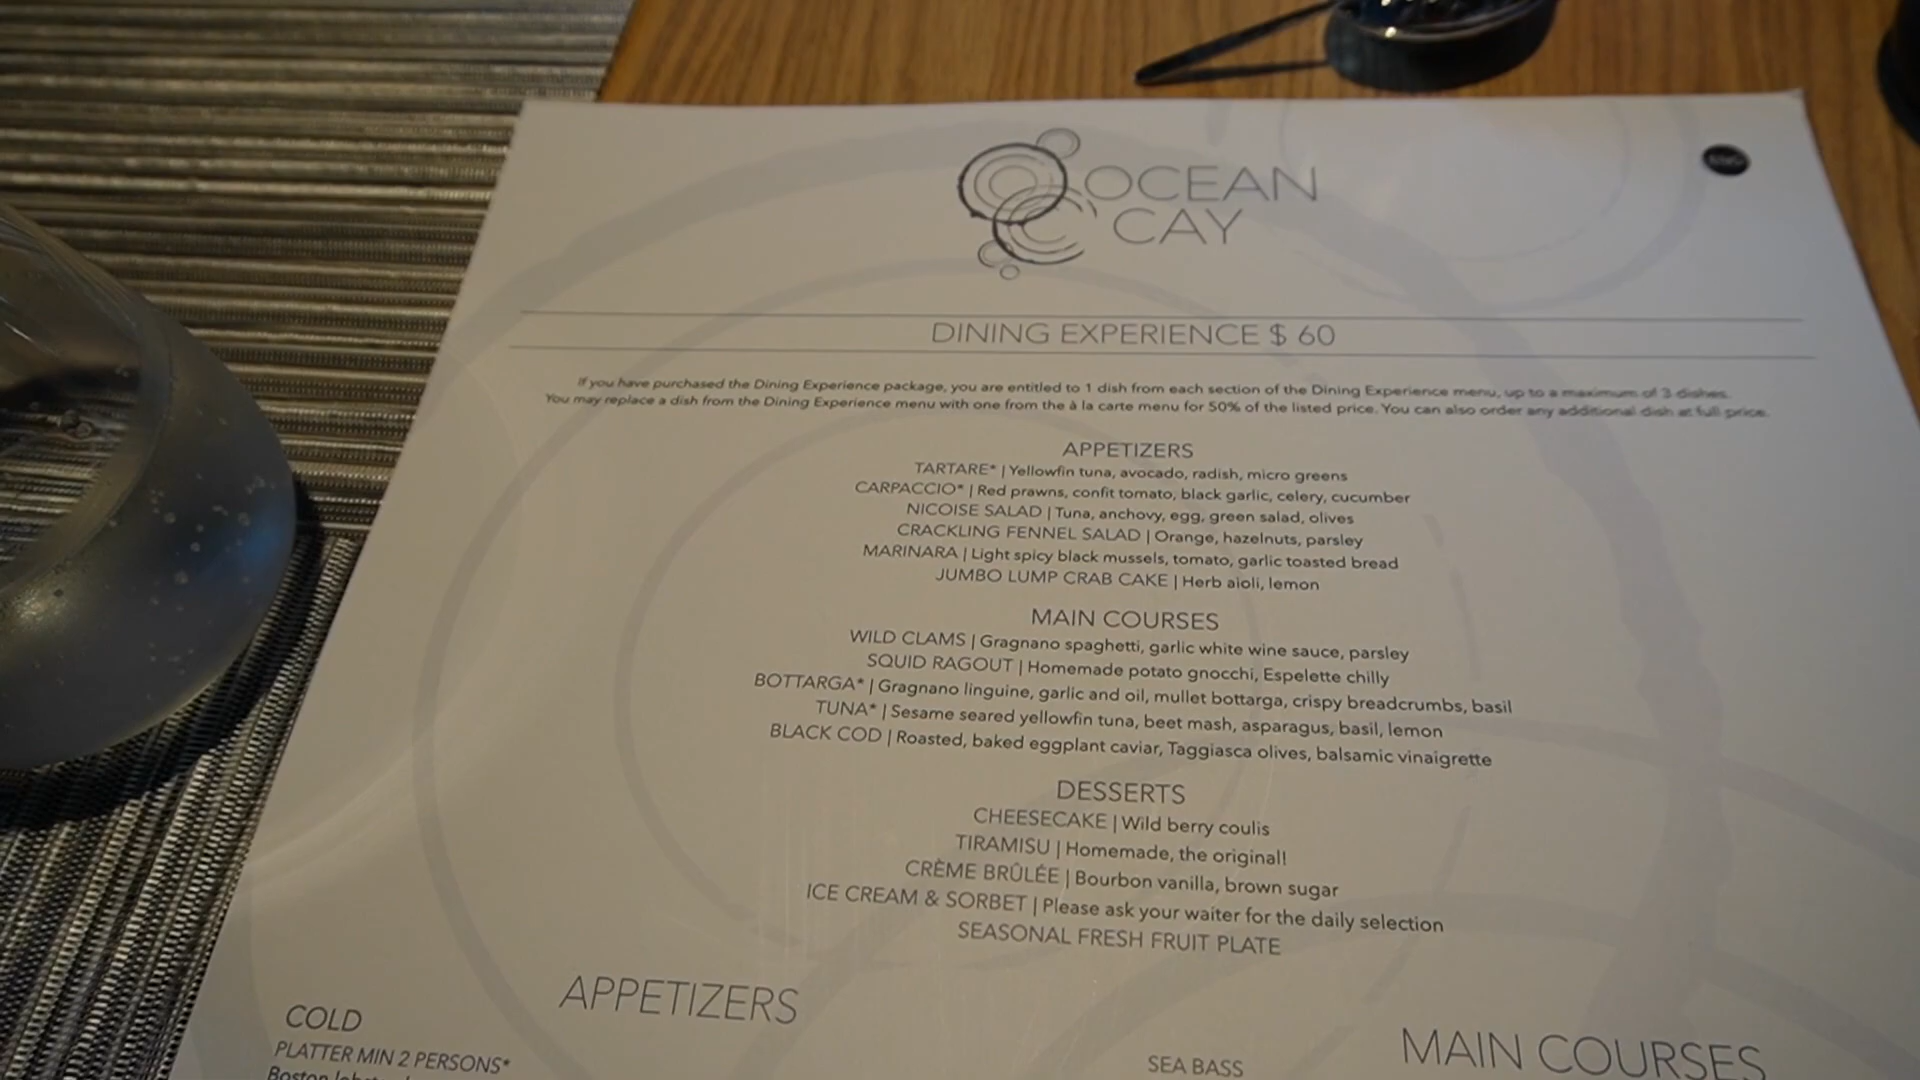 OCEAN
CAY
DINING EXPERIENCE $ 60
If you have purchased the Dining Experience package, you are entitled to 1 dish from each section of the Dining Experience menu, up to a maximum of 3 dishes.
You may replace a dish from the Dining Experience menu with one from the à la carte menu for 50% of the listed price. You can also order any additional dish at full price.
APPETIZERS
TARTARE* | Yellowfin tuna, avocado, radish, micro greens
CARPACCIO* | Red prawns, confit tomato, black garlic, celery, cucumber
NICOISE SALAD | Tuna, anchovy, egg, green salad, olives
CRACKLING FENNEL SALAD | Orange, hazelnuts, parsley
MARINARA | Light spicy black mussels, tomato, garlic toasted bread
JUMBO LUMP CRAB CAKE | Herb aioli, lemon
MAIN COURSES
WILD CLAMS | Gragnano spaghetti, garlic white wine sauce, parsley
SQUID RAGOUT | Homemade potato gnocchi, Espelette chilly
BOTTARGA* | Gragnano linguine, garlic and oil, mullet bottarga, crispy breadcrumbs, basil
TUNA* | Sesame seared yellowfin tuna, beet mash, asparagus, basil, lemon
BLACK COD | Roasted, baked eggplant caviar, Taggiasca olives, balsamic vinaigrette
DESSERTS
CHEESECAKE | Wild berry coulis
TIRAMISU | Homemade, the original!
CRÈME BRÛLÉE | Bourbon vanilla, brown sugar
ICE CREAM & SORBET | Please ask your waiter for the daily selection
SEASONAL FRESH FRUIT PLATE
APPETIZERS
COLD
PLATTER MIN 2 PERSONS*
Boston
MAIN COURSES
SEA BASS